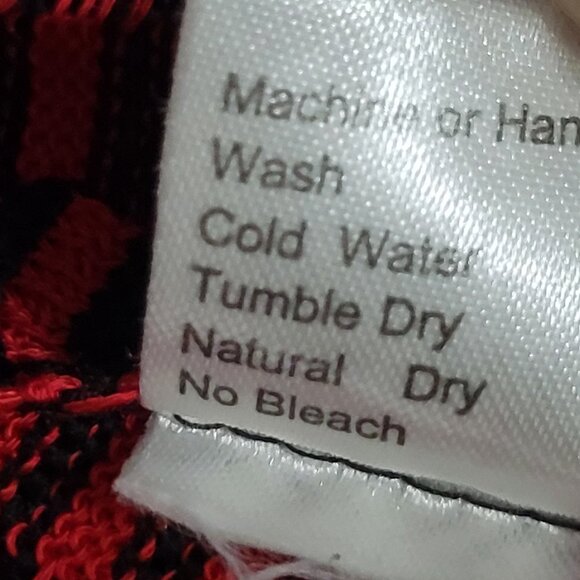 Machine or Han
Wash
Cold Water
Tumble Dry
Natural Dry
No Bleach